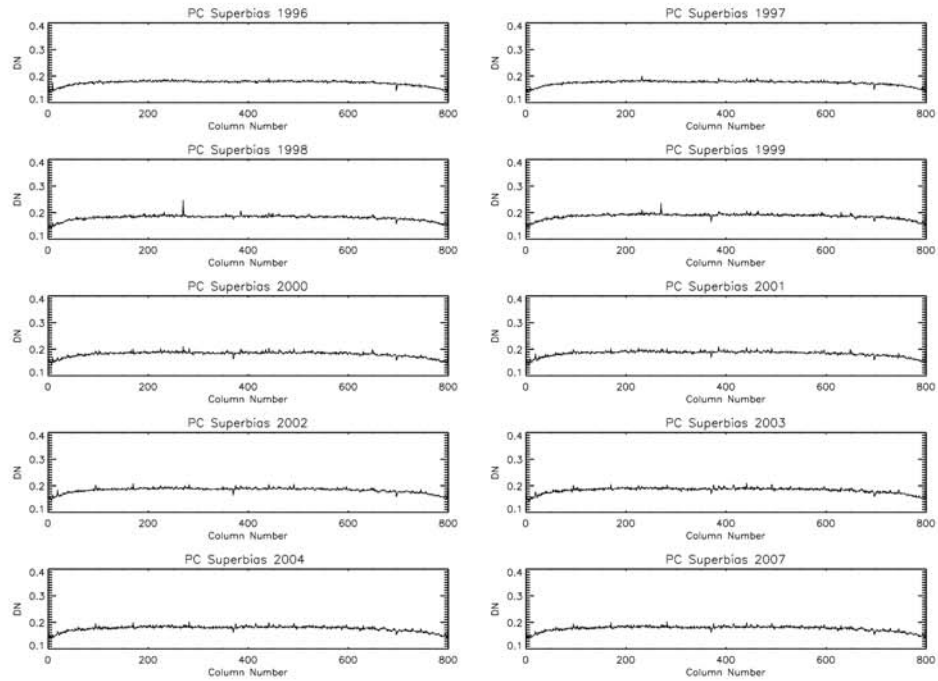 PC Superbias 1996
0.4
0.3
0.2
0.1
DN
0 200 400 600 800
Column Number
PC Superbias 1997
0.4
0.3
0.2
0.1
DN
0 200 400 600 800
Column Number
PC Superbias 1998
0.4
0.3
0.2
0.1
DN
0 200 400 600 800
Column Number
PC Superbias 1999
0.4
0.3
0.2
0.1
DN
0 200 400 600 800
Column Number
PC Superbias 2000
0.4
0.3
0.2
0.1
DN
0 200 400 600 800
Column Number
PC Superbias 2001
0.4
0.3
0.2
0.1
DN
0 200 400 600 800
Column Number
PC Superbias 2002
0.4
0.3
0.2
0.1
DN
0 200 400 600 800
Column Number
PC Superbias 2003
0.4
0.3
0.2
0.1
DN
0 200 400 600 800
Column Number
PC Superbias 2004
0.4
0.3
0.2
0.1
DN
0 200 400 600 800
Column Number
PC Superbias 2007
0.4
0.3
0.2
0.1
DN
0 200 400 600 800
Column Number